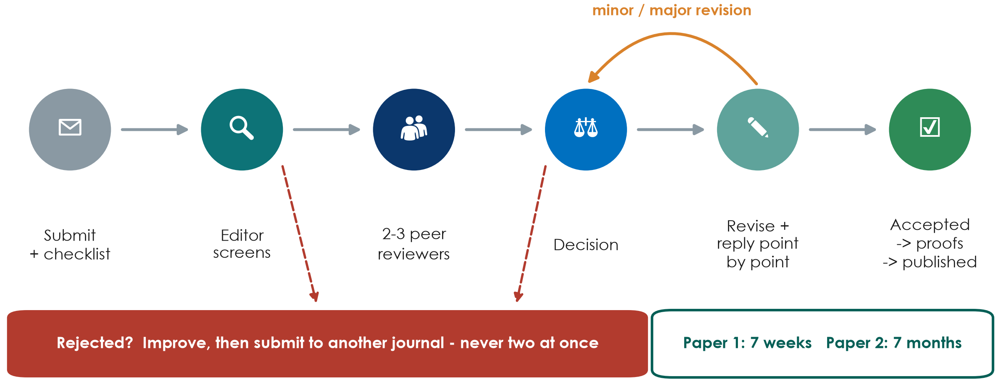 minor / major revision
Submit
+ checklist
Editor
screens
2-3 peer
reviewers
Decision
Revise +
reply point
by point
Accepted
-> proofs
-> published
Rejected?  Improve, then submit to another journal - never two at once
Paper 1: 7 weeks   Paper 2: 7 months